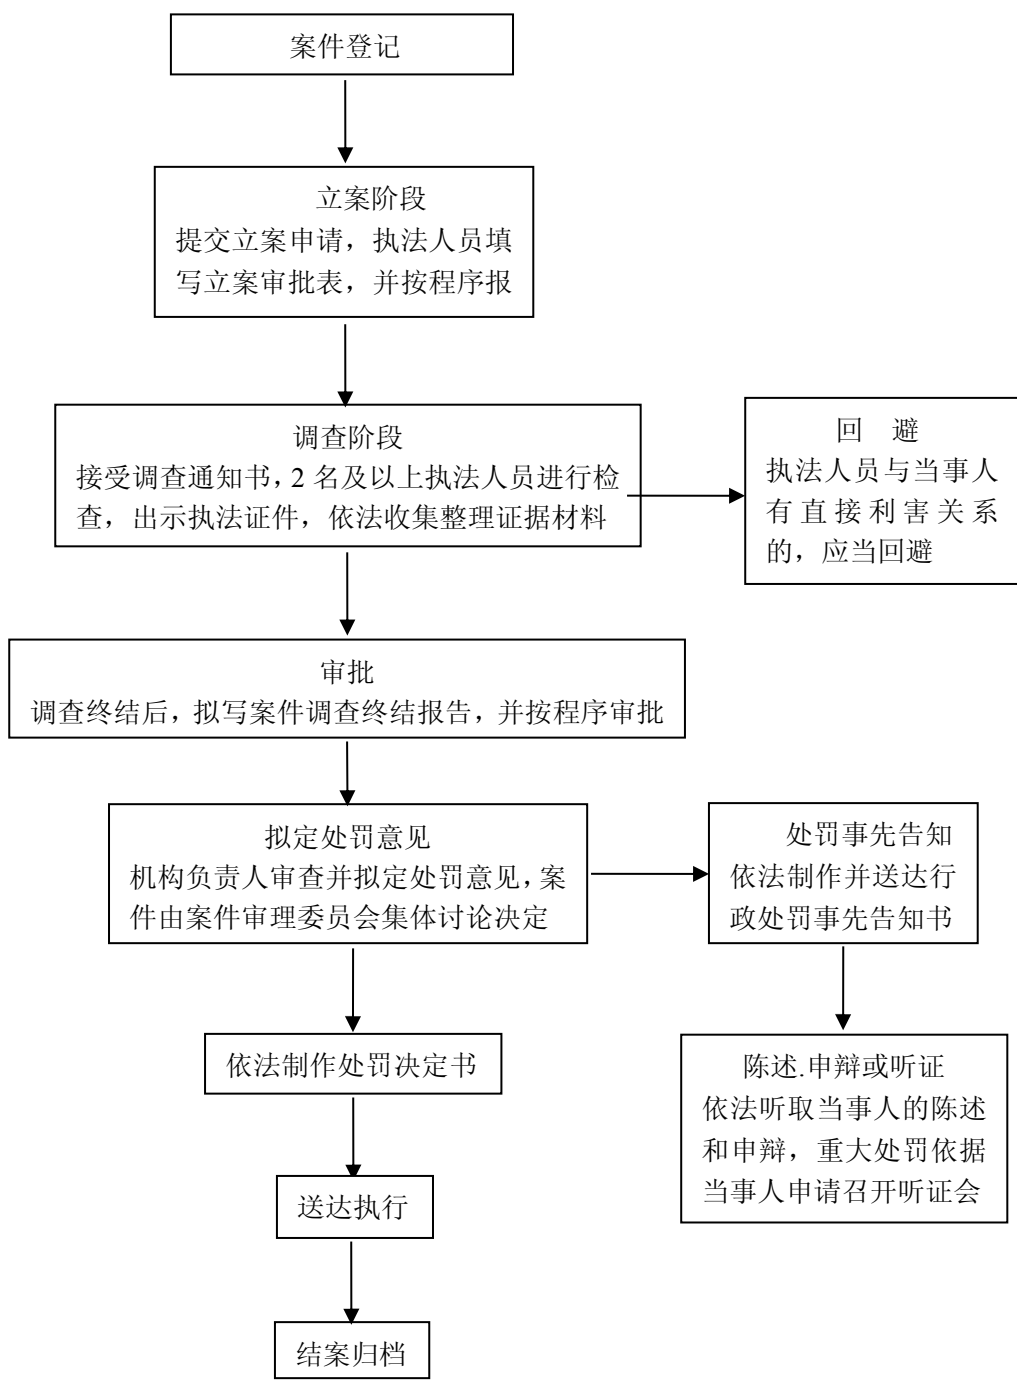 案件登记
立案阶段
提交立案申请，执法人员填
写立案审批表，并按程序报
调查阶段
接受调查通知书，2 名及以上执法人员进行检
查，出示执法证件，依法收集整理证据材料
回 避
执法人员与当事人
有直接利害关系
的，应当回避
审批
调查终结后，拟写案件调查终结报告，并按程序审批
拟定处罚意见
机构负责人审查并拟定处罚意见，案
件由案件审理委员会集体讨论决定
处罚事先告知
依法制作并送达行
政处罚事先告知书
依法制作处罚决定书
陈述.申辩或听证
依法听取当事人的陈述
和申辩，重大处罚依据
当事人申请召开听证会
送达执行
结案归档